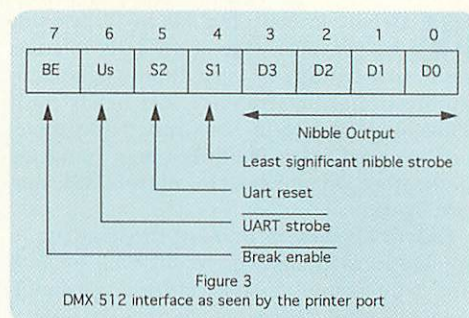 7 6 5 4 3 2 1 0
BE Us S2 S1 D3 D2 D1 D0
Nibble Output
Least significant nibble strobe
Uart reset
UART strobe
Break enable
Figure 3
DMX 512 interface as seen by the printer port